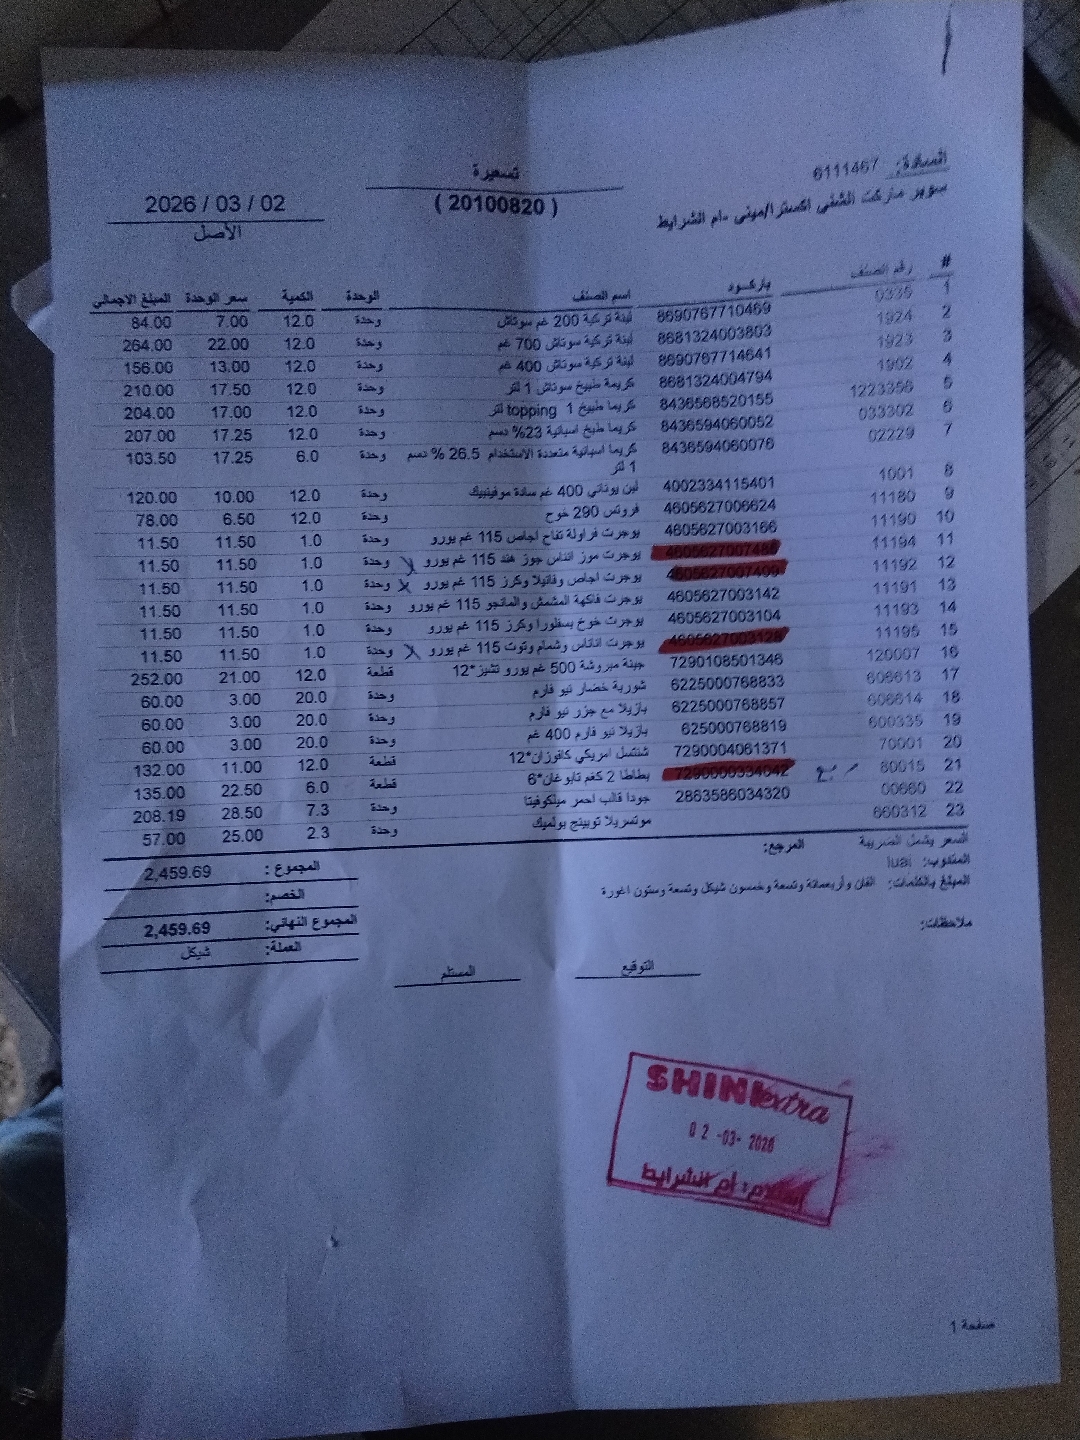 السادة: 6111467
سوبر ماركت الشني اكسترا/ميني -ام الشرايط
تسعيرة
( 20100820 )
2026 / 03 / 02
الأصل
# رقم الصنف باركود اسم الصنف الوحدة الكمية سعر الوحدة المبلغ الاجمالي
1 0335 8690767710469 لبنة تركية 200 غم سوتاش وحدة 12.0 7.00 84.00
2 1924 8681324003803 لبنة تركية سوتاش 700 غم وحدة 12.0 22.00 264.00
3 1923 8690767714641 لبنة تركية سوتاش 400 غم وحدة 12.0 13.00 156.00
4 1902 8681324004794 كريمة طبيخ سوتاش 1 لتر وحدة 12.0 17.50 210.00
5 1223356 8436568520155 كريما طبيخ topping 1 لتر وحدة 12.0 17.00 204.00
6 033302 8436594060052 كريما طبخ اسبانية 23% دسم وحدة 12.0 17.25 207.00
7 02229 8436594060076 كريما اسبانية متعددة الاستخدام 26.5 % دسم وحدة 6.0 17.25 103.50
1 لتر
8 1001 4002334115401 لبن يوناني 400 غم سادة موفينبيك وحدة 12.0 10.00 120.00
9 11180 4605627006624 فروتس 290 خوخ وحدة 12.0 6.50 78.00
10 11190 4605627003166 يوجرت فراولة تفاح اجاص 115 غم يورو وحدة 1.0 11.50 11.50
11 11194 يوجرت موز اناناس جوز هند 115 غم يورو وحدة 1.0 11.50 11.50
12 11192 4605627007409 يوجرت اجاص وفانيلا وكرز 115 غم يورو وحدة 1.0 11.50 11.50
13 11191 4605627003142 يوجرت فاكهة المشمش والمانجو 115 غم يورو وحدة 1.0 11.50 11.50
14 11193 4605627003104 يوجرت خوخ بسفلورا وكرز 115 غم يورو وحدة 1.0 11.50 11.50
15 11195 4605627003128 يوجرت اناناس وشمام وتوت 115 غم يورو وحدة 1.0 11.50 11.50
16 120007 7290108501346 جبنة مبروشة 500 غم يورو تشيز*12 قطعة 12.0 21.00 252.00
17 606613 6225000768833 شوربة خضار نيو فارم وحدة 20.0 3.00 60.00
18 606614 6225000768857 بازيلا مع جزر نيو فارم وحدة 20.0 3.00 60.00
19 600335 625000768819 بازيلا نيو فارم 400 غم وحدة 20.0 3.00 60.00
20 70001 7290004061371 شنتسل امريكي كافوزان*12 قطعة 12.0 11.00 132.00
21 80015 7290000334042 بطاطا 2 كغم تابوغان*6 قطعة 6.0 22.50 135.00
22 00660 2863586034320 جودا قالب احمر ميلكوفيتا وحدة 7.3 28.50 208.19
23 660312 موتسريلا توبينج بولميك وحدة 2.3 25.00 57.00
السعر يشمل الضريبة المرجع: المجموع : 2,459.69
المندوب: luai
المبلغ بالكلمات: الفان وأربعمائة وتسعة وخمسون شيكل وتسعة وستون اغورة الخصم:
المجموع النهائي: 2,459.69
ملاحظات: العملة: شيكل
التوقيع المستلم
SHINI extra
02 -03- 2026
استلام: أم الشرايط
صفحة 1